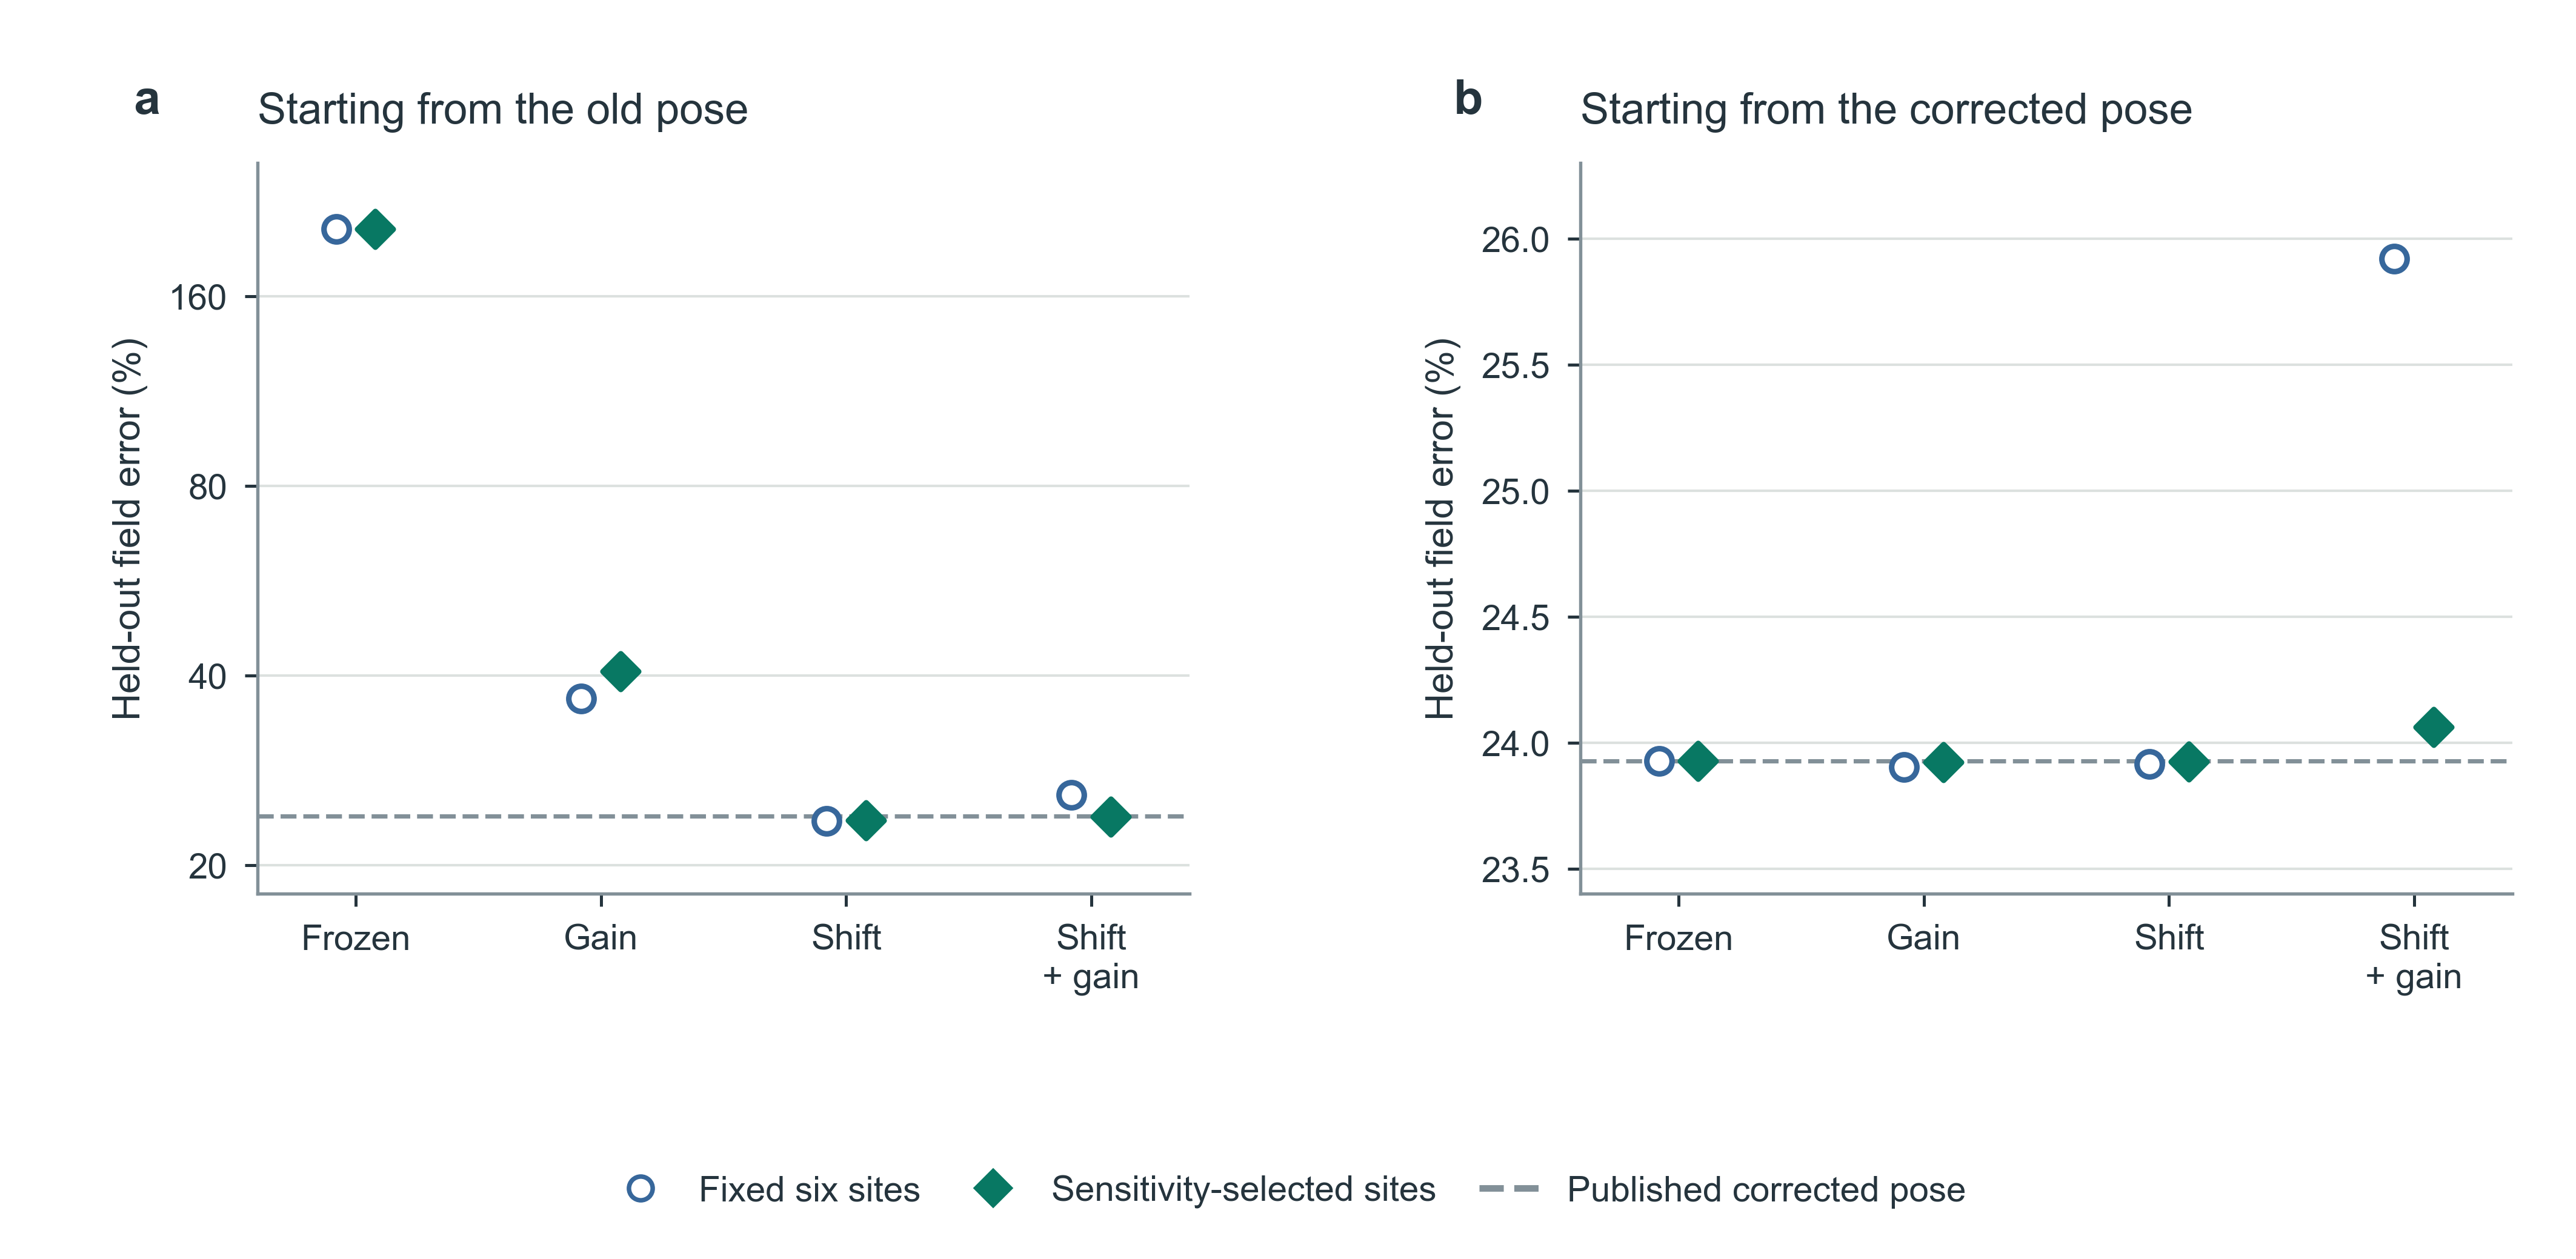 a
Starting from the old pose
Held-out field error (%)
160
80
40
20
Frozen
Gain
Shift
Shift
+ gain
b
Starting from the corrected pose
Held-out field error (%)
26.0
25.5
25.0
24.5
24.0
23.5
Frozen
Gain
Shift
Shift
+ gain
Fixed six sites
Sensitivity-selected sites
Published corrected pose